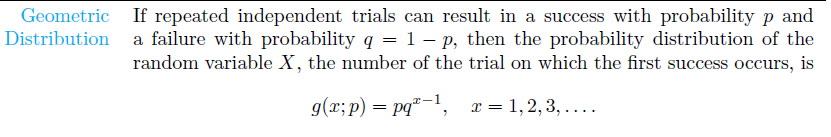 Geometric If repeated independent trials can result in a success with probability p and
Distribution a failure with probability q = 1 − p, then the probability distribution of the
random variable X, the number of the trial on which the first success occurs, is
g(x; p) = pq^{x−1}, x = 1, 2, 3, . . . .